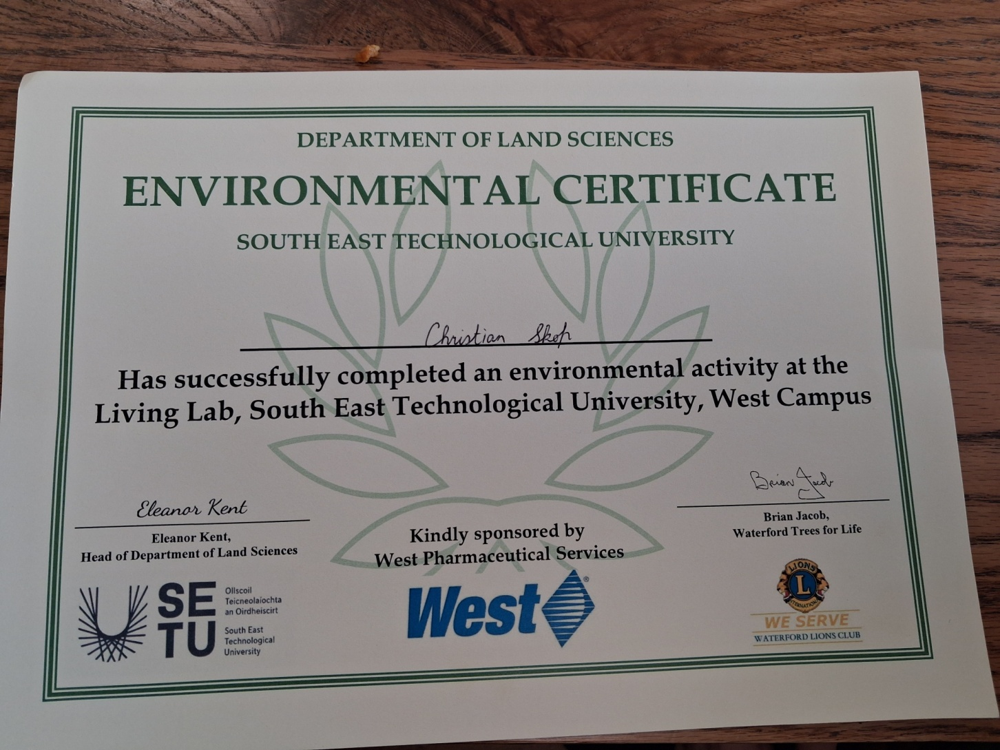 DEPARTMENT OF LAND SCIENCES
ENVIRONMENTAL CERTIFICATE
SOUTH EAST TECHNOLOGICAL UNIVERSITY
Christian Skop
Has successfully completed an environmental activity at the
Living Lab, South East Technological University, West Campus
Eleanor Kent
Eleanor Kent,
Head of Department of Land Sciences
Kindly sponsored by
West Pharmaceutical Services
Brian Jacob
Brian Jacob,
Waterford Trees for Life
SE
TU
Ollscoil
Teicneolaíochta
an Oirdheiscirt
South East
Technological
University
West®
LIONS
L
INTERNATIONAL
WE SERVE
WATERFORD LIONS CLUB